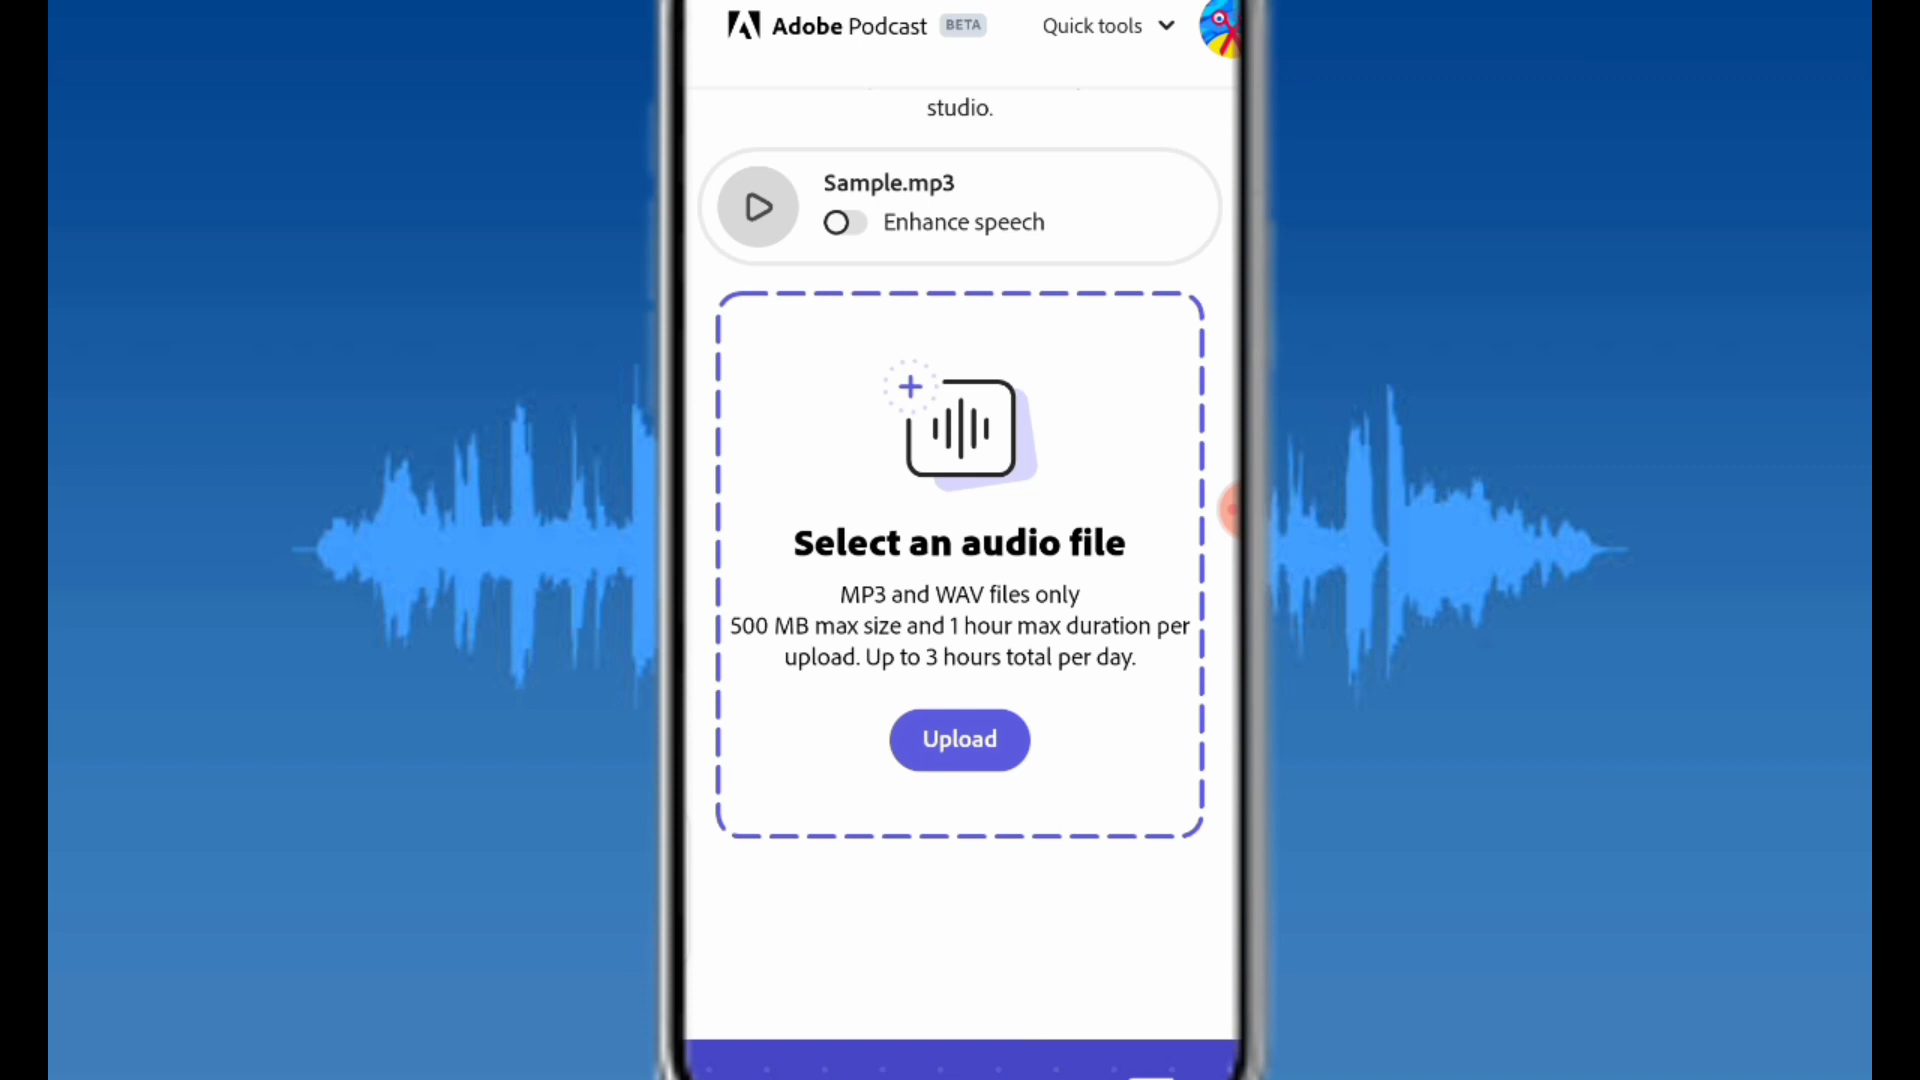 Adobe Podcast BETA Quick tools
studio.
Sample.mp3
Enhance speech
Select an audio file
MP3 and WAV files only
500 MB max size and 1 hour max duration per
upload. Up to 3 hours total per day.
Upload